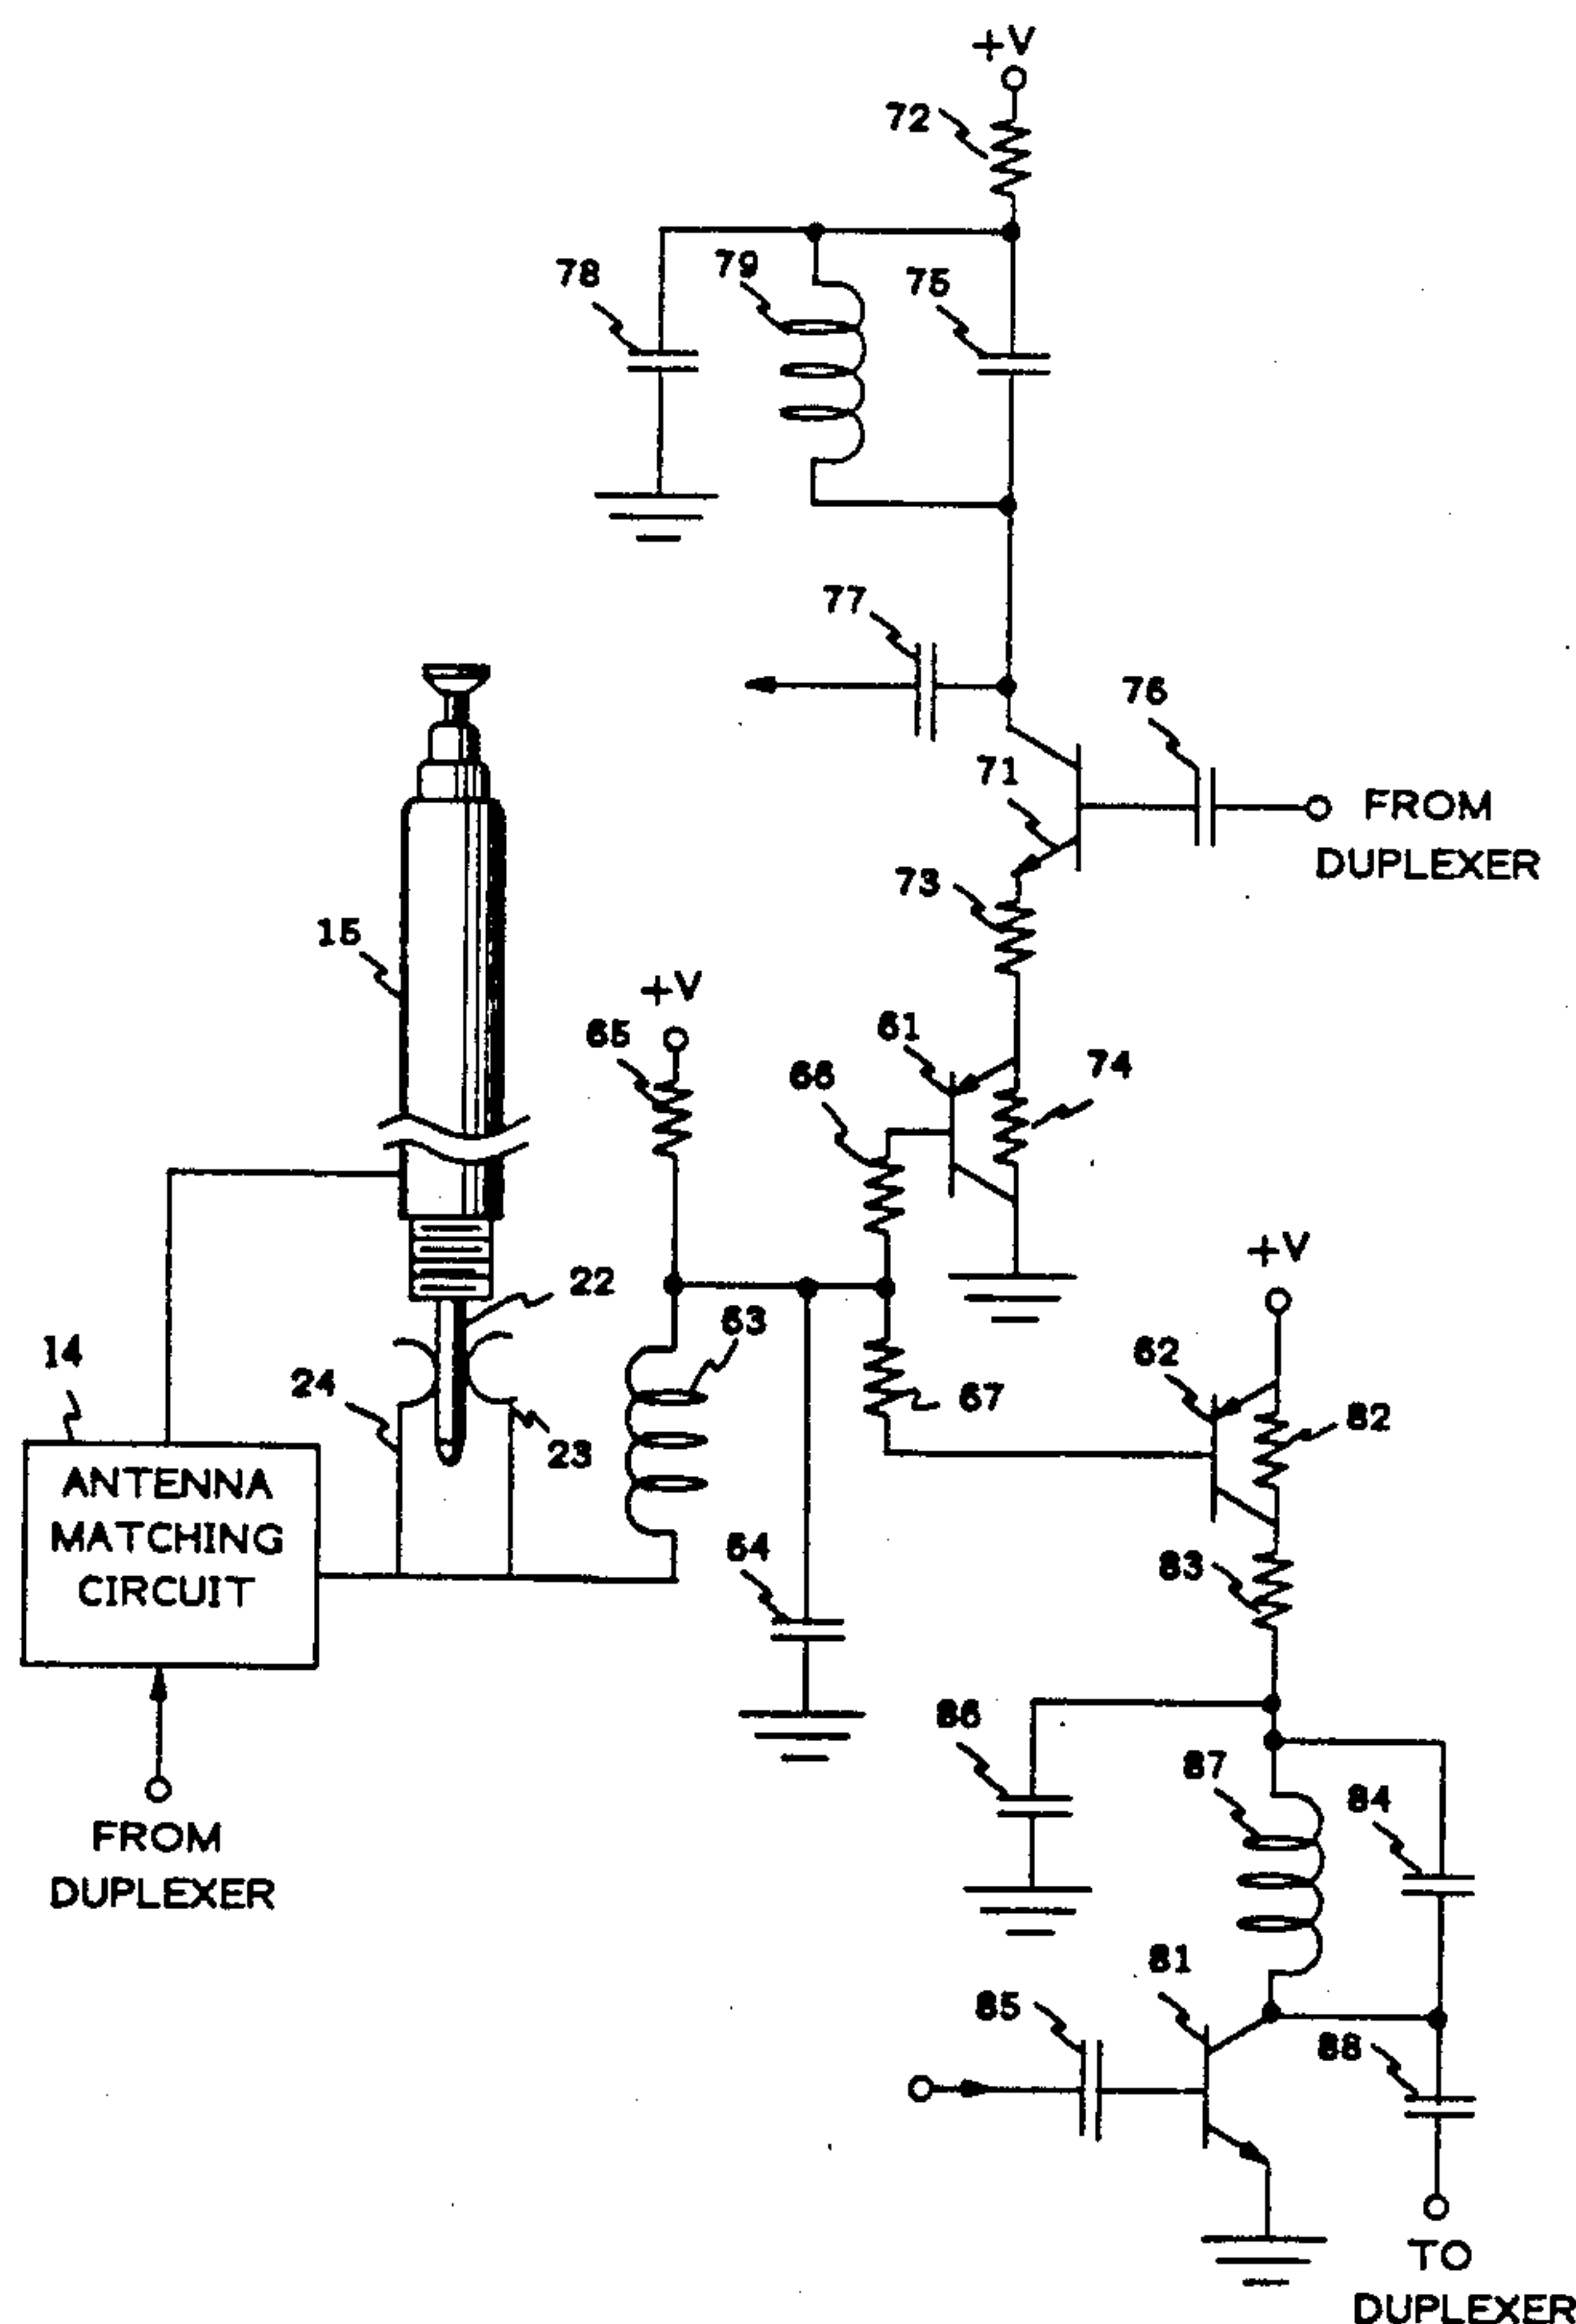 +V
72
78
79
75
77
76
71
FROM
DUPLEXER
73
15
+V
65
61
74
66
22
63
+V
14
24
23
62
67
82
ANTENNA
MATCHING
CIRCUIT
64
83
86
87
84
FROM
DUPLEXER
81
85
88
TO
DUPLEXER